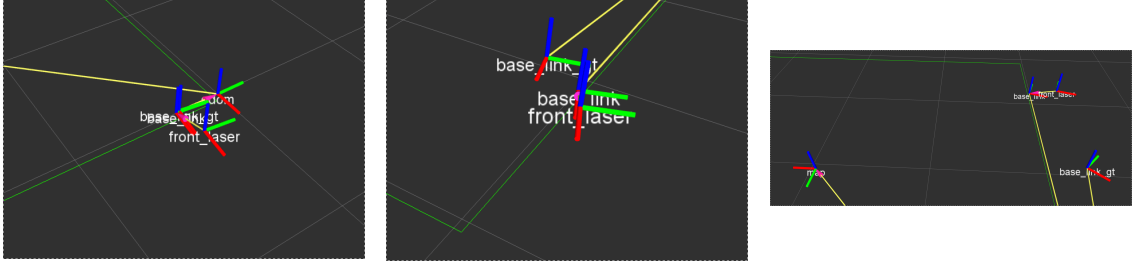 odom
base_link_gt
front_laser
base_link_gt
base_link
front_laser
front_laser
map
base_link_gt